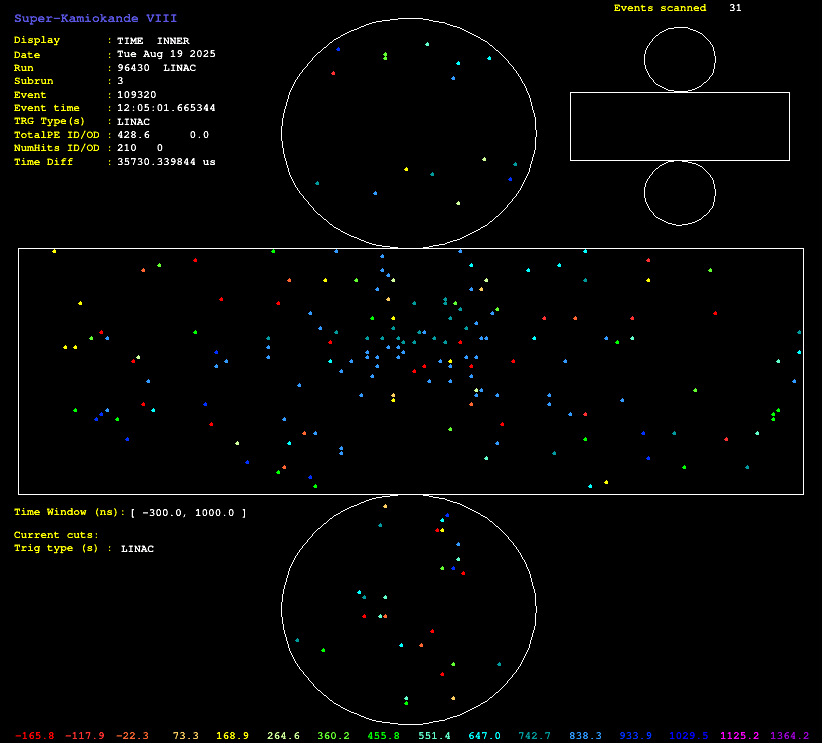 Super-Kamiokande VIII
Events scanned 31
Display : TIME INNER
Date : Tue Aug 19 2025
Run : 96430 LINAC
Subrun : 3
Event : 109320
Event time : 12:05:01.665344
TRG Type(s) : LINAC
TotalPE ID/OD : 428.6 0.0
NumHits ID/OD : 210 0
Time Diff : 35730.339844 us
Time Window (ns): [ -300.0, 1000.0 ]
Current cuts:
Trig type (s) : LINAC
-165.8 -117.9 -22.3 73.3 168.9 264.6 360.2 455.8 551.4 647.0 742.7 838.3 933.9 1029.5 1125.2 1364.2